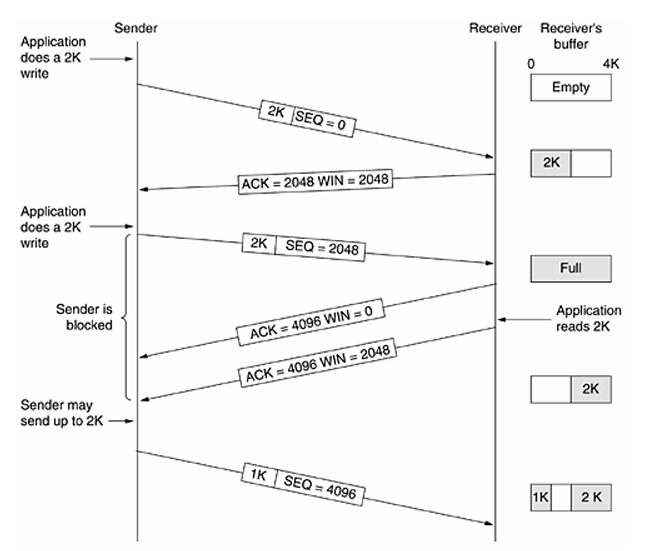 Sender
Receiver
Receiver's
buffer
Application
does a 2K
write
0 4K
Empty
2K SEQ = 0
2K
ACK = 2048 WIN = 2048
Application
does a 2K
write
2K SEQ = 2048
Full
Sender is
blocked
ACK = 4096 WIN = 0
Application
reads 2K
ACK = 4096 WIN = 2048
2K
Sender may
send up to 2K
1K SEQ = 4096
1K 2 K